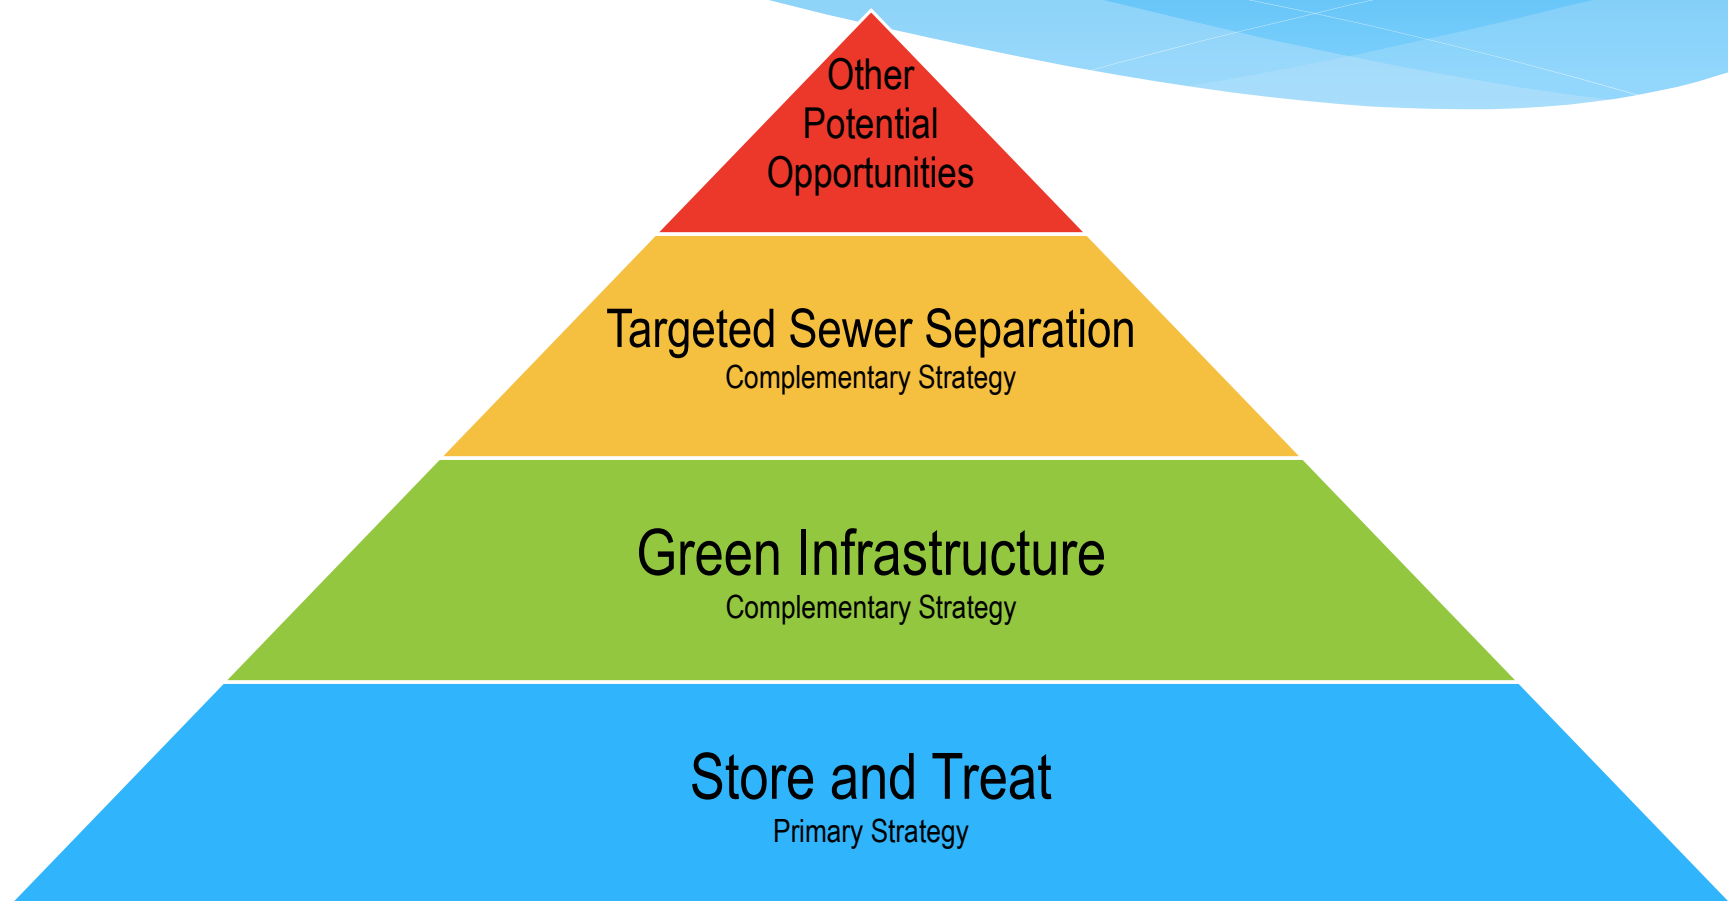 Other
Potential
Opportunities
Targeted Sewer Separation
Complementary Strategy
Green Infrastructure
Complementary Strategy
Store and Treat
Primary Strategy